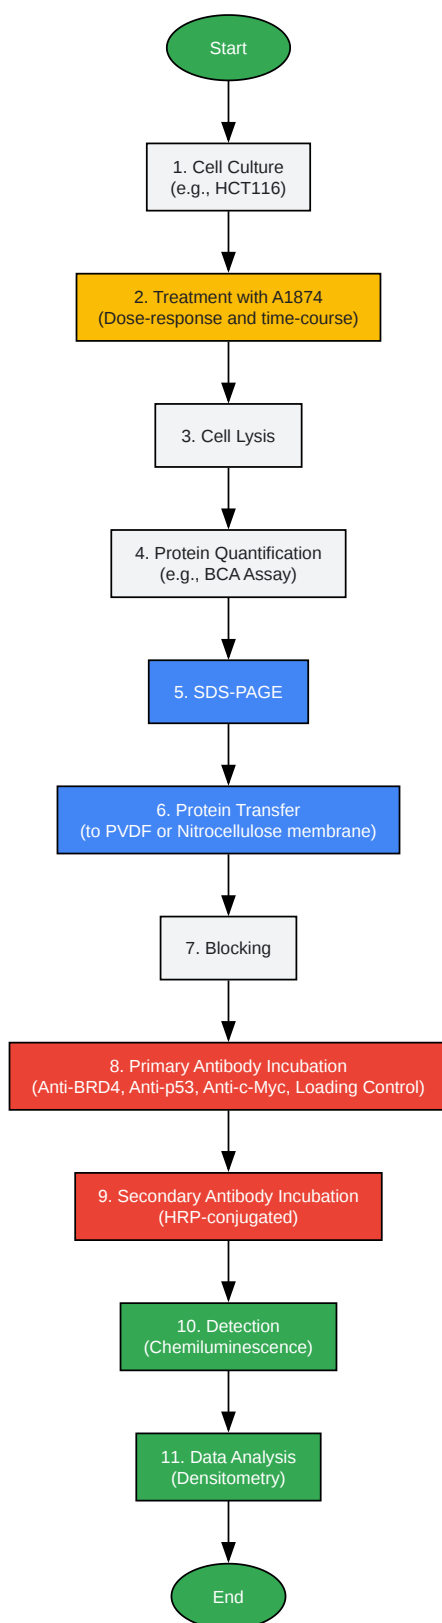 Start
1. Cell Culture
(e.g., HCT116)
2. Treatment with A1874
(Dose-response and time-course)
3. Cell Lysis
4. Protein Quantification
(e.g., BCA Assay)
5. SDS-PAGE
6. Protein Transfer
(to PVDF or Nitrocellulose membrane)
7. Blocking
8. Primary Antibody Incubation
(Anti-BRD4, Anti-p53, Anti-c-Myc, Loading Control)
9. Secondary Antibody Incubation
(HRP-conjugated)
10. Detection
(Chemiluminescence)
11. Data Analysis
(Densitometry)
End